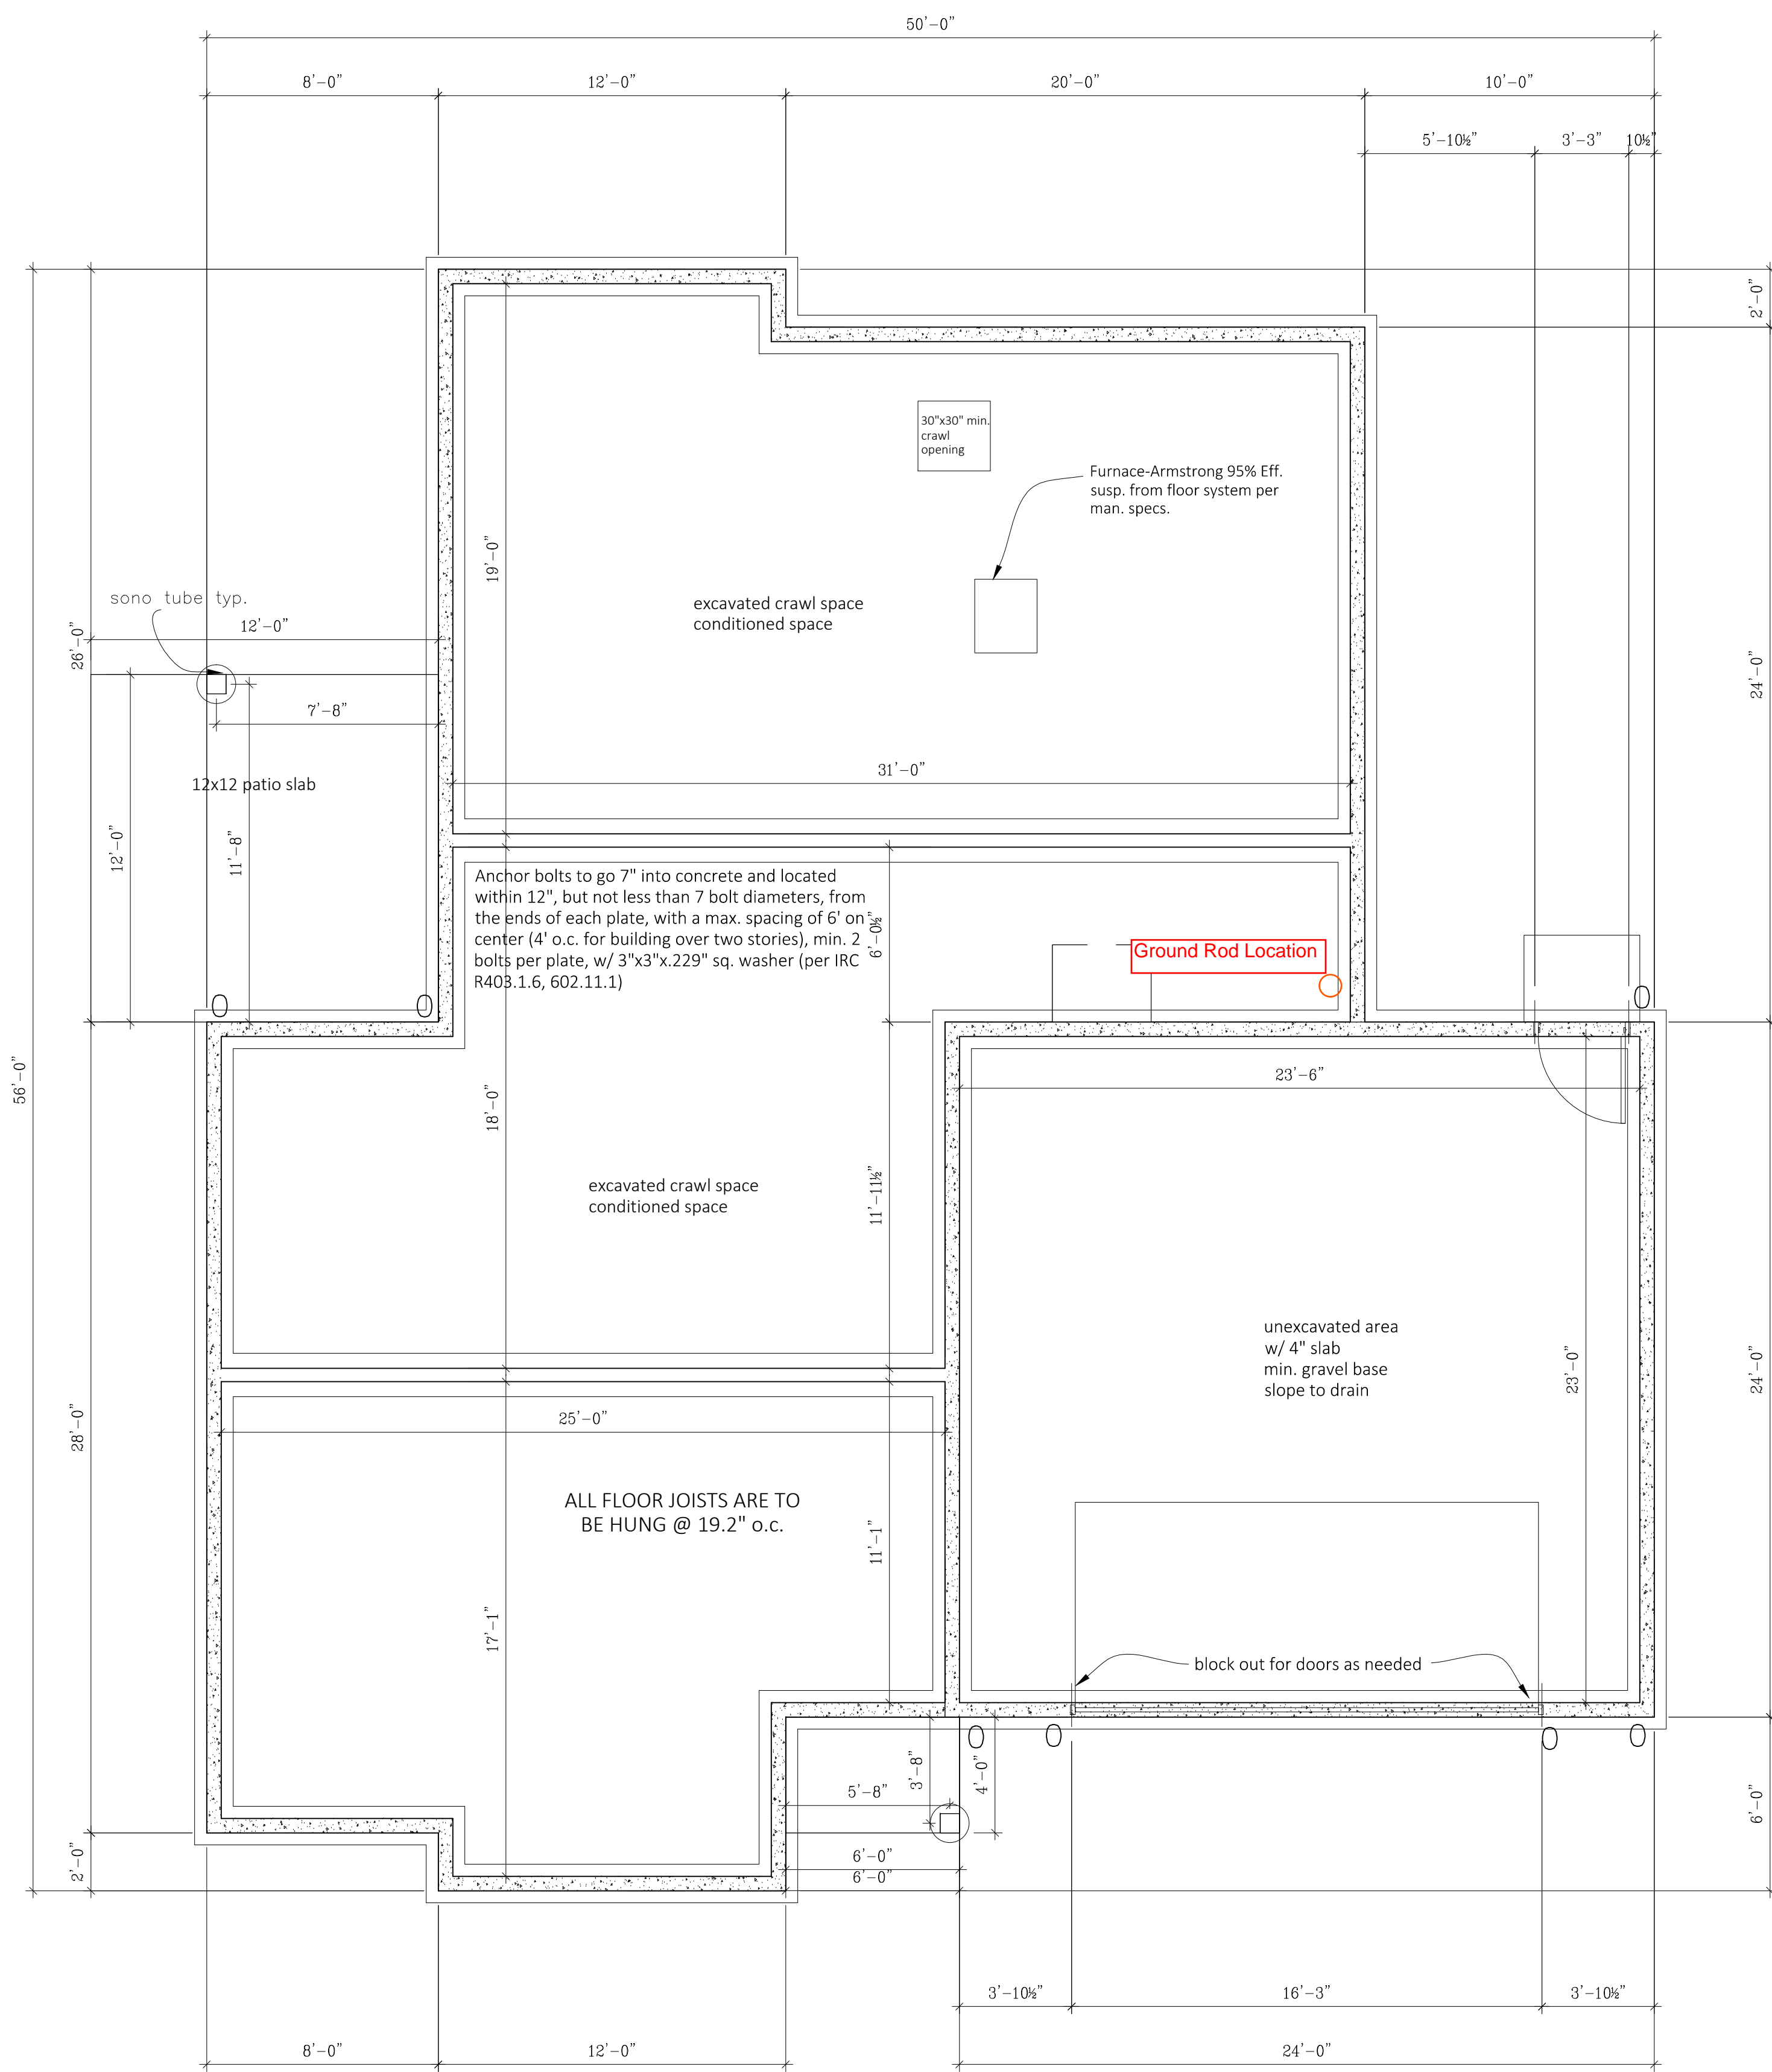 50'-0"
8'-0"
12'-0"
20'-0"
10'-0"
5'-10½"
3'-3"
10½"
2'-0"
30"x30" min.
crawl
opening
Furnace-Armstrong 95% Eff.
susp. from floor system per
man. specs.
19'-0"
sono tube typ.
12'-0"
26'-0"
excavated crawl space
conditioned space
24'-0"
7'-8"
31'-0"
12x12 patio slab
12'-0"
11'-8"
Anchor bolts to go 7" into concrete and located
within 12", but not less than 7 bolt diameters, from
the ends of each plate, with a max. spacing of 6' on
center (4' o.c. for building over two stories), min. 2
bolts per plate, w/ 3"x3"x.229" sq. washer (per IRC
R403.1.6, 602.11.1)
6'-0½"
Ground Rod Location
56'-0"
23'-6"
18'-0"
excavated crawl space
conditioned space
11'-11½"
unexcavated area
w/ 4" slab
min. gravel base
slope to drain
23'-0"
24'-0"
28'-0"
25'-0"
ALL FLOOR JOISTS ARE TO
BE HUNG @ 19.2" o.c.
11'-1"
17'-1"
block out for doors as needed
5'-8"
3'-8"
4'-0"
6'-0"
2'-0"
6'-0"
6'-0"
3'-10½"
16'-3"
3'-10½"
8'-0"
12'-0"
24'-0"